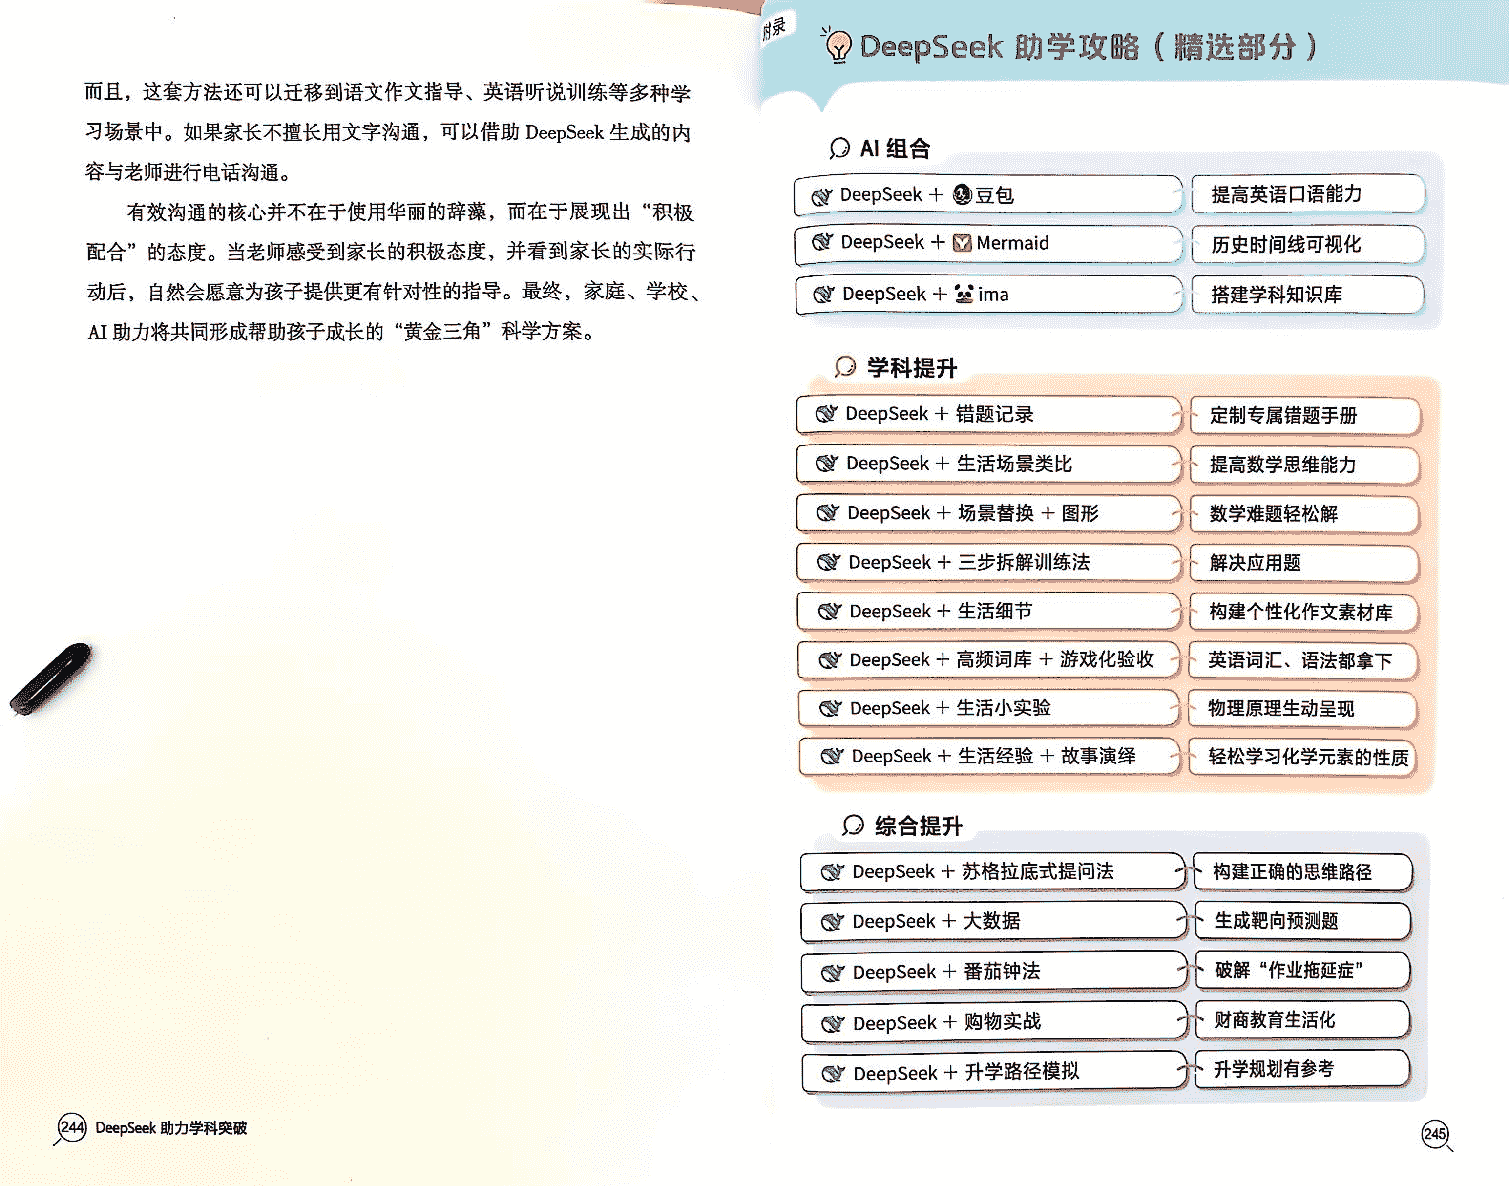 而且，这套方法还可以迁移到语文作文指导、英语听说训练等多种学
习场景中。如果家长不擅长用文字沟通，可以借助 DeepSeek 生成的内
容与老师进行电话沟通。
有效沟通的核心并不在于使用华丽的辞藻，而在于展现出“积极
配合”的态度。当老师感受到家长的积极态度，并看到家长的实际行
动后，自然会愿意为孩子提供更有针对性的指导。最终，家庭、学校、
AI 助力将共同形成帮助孩子成长的“黄金三角”科学方案。
244 DeepSeek 助力学科突破
附录
DeepSeek 助学攻略（精选部分）
AI 组合
DeepSeek + 豆包 提高英语口语能力
DeepSeek + Mermaid 历史时间线可视化
DeepSeek + ima 搭建学科知识库
学科提升
DeepSeek + 错题记录 定制专属错题手册
DeepSeek + 生活场景类比 提高数学思维能力
DeepSeek + 场景替换 + 图形 数学难题轻松解
DeepSeek + 三步拆解训练法 解决应用题
DeepSeek + 生活细节 构建个性化作文素材库
DeepSeek + 高频词库 + 游戏化验收 英语词汇、语法都拿下
DeepSeek + 生活小实验 物理原理生动呈现
DeepSeek + 生活经验 + 故事演绎 轻松学习化学元素的性质
综合提升
DeepSeek + 苏格拉底式提问法 构建正确的思维路径
DeepSeek + 大数据 生成靶向预测题
DeepSeek + 番茄钟法 破解“作业拖延症”
DeepSeek + 购物实战 财商教育生活化
DeepSeek + 升学路径模拟 升学规划有参考
245